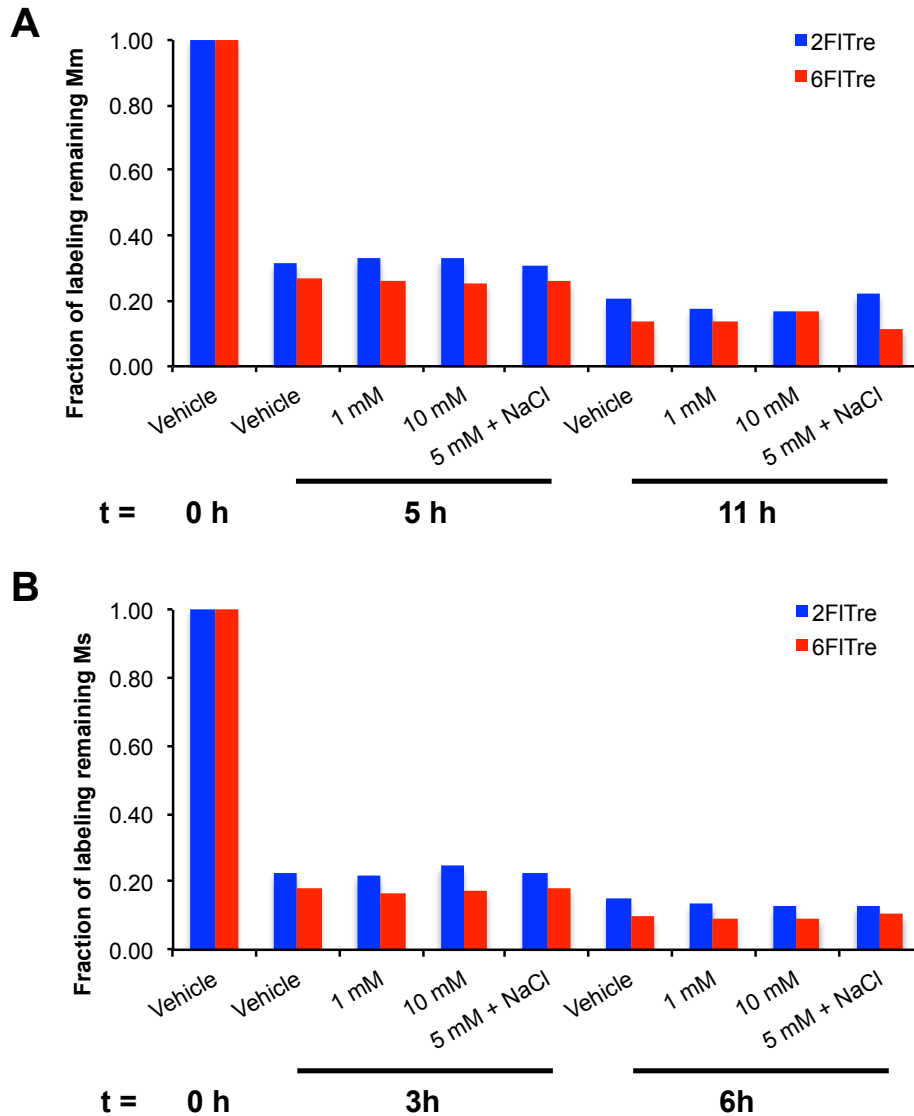 A
Fraction of labeling remaining Mm
1.00
0.80
0.60
0.40
0.20
0.00
2FlTre
6FlTre
Vehicle
Vehicle
1 mM
10 mM
5 mM + NaCl
Vehicle
1 mM
10 mM
5 mM + NaCl
t = 0 h 5 h 11 h
B
Fraction of labeling remaining Ms
1.00
0.80
0.60
0.40
0.20
0.00
2FlTre
6FlTre
Vehicle
Vehicle
1 mM
10 mM
5 mM + NaCl
Vehicle
1 mM
10 mM
5 mM + NaCl
t = 0 h 3h 6h